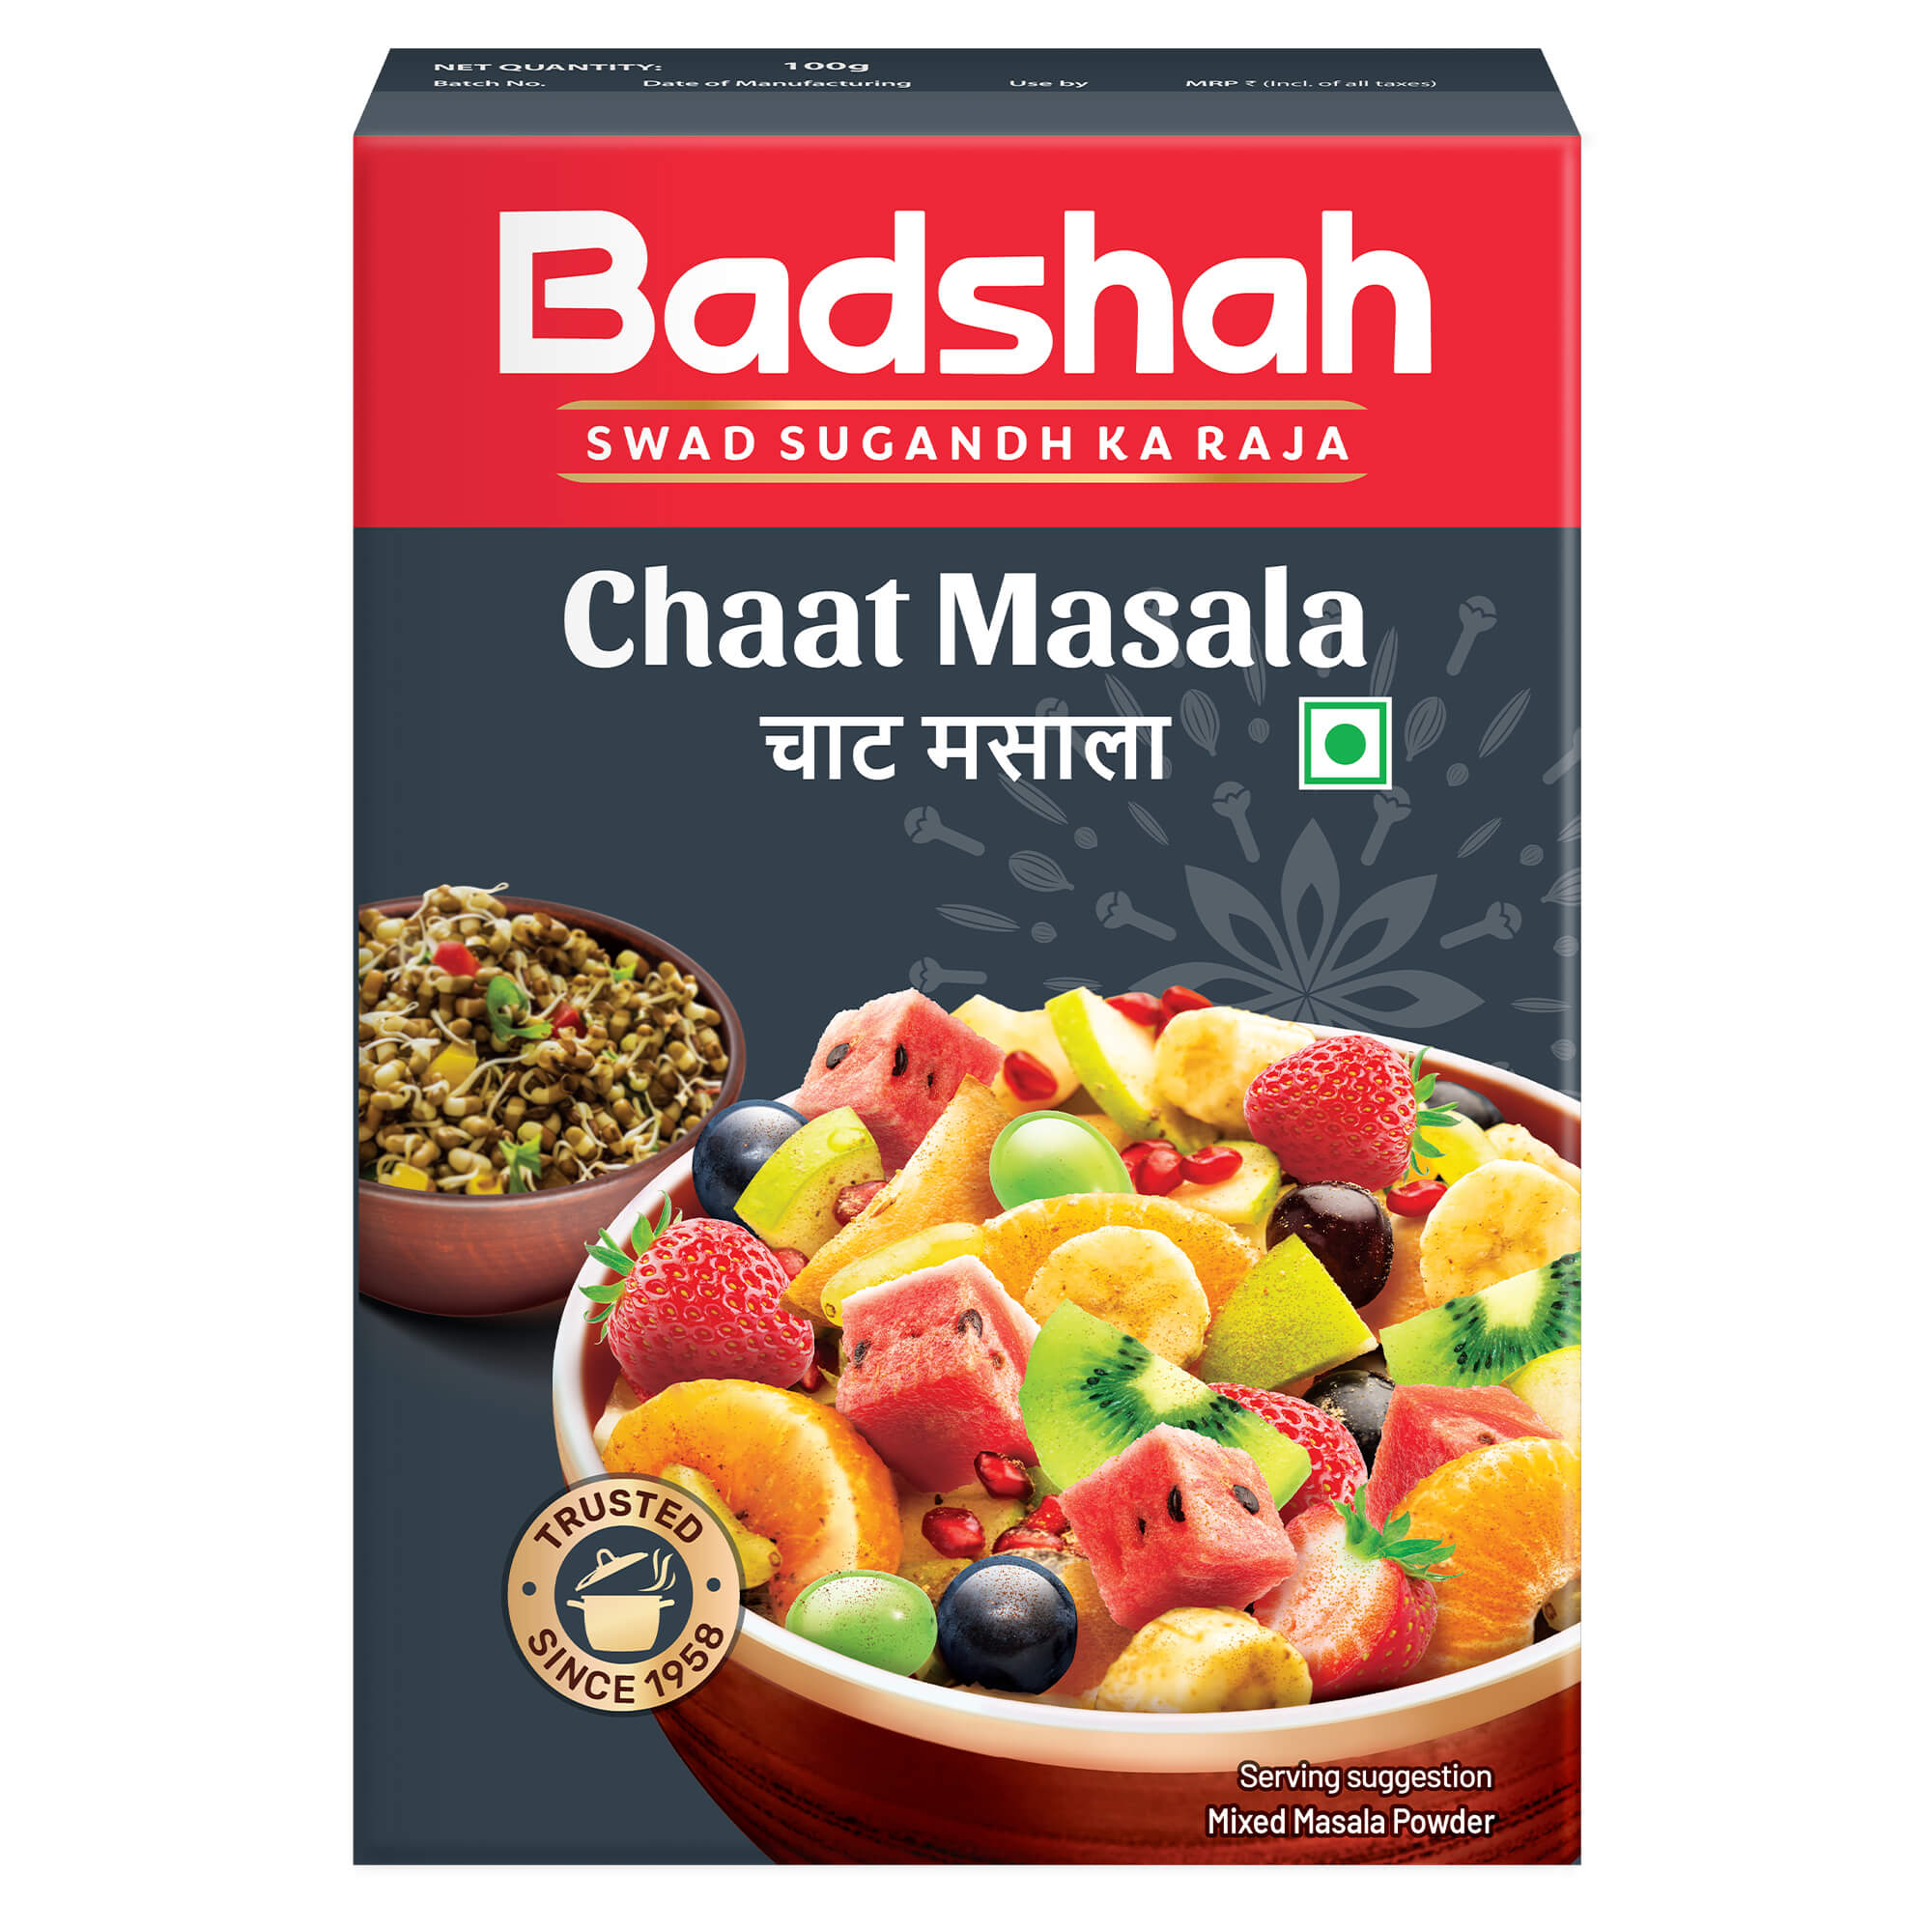 NET QUANTITY: 100g
Batch No. Date of Manufacturing Use by MRP ₹ (Incl. of all taxes)
Badshah
SWAD SUGANDH KA RAJA
Chaat Masala
चाट मसाला
TRUSTED
SINCE 1958
Serving suggestion
Mixed Masala Powder